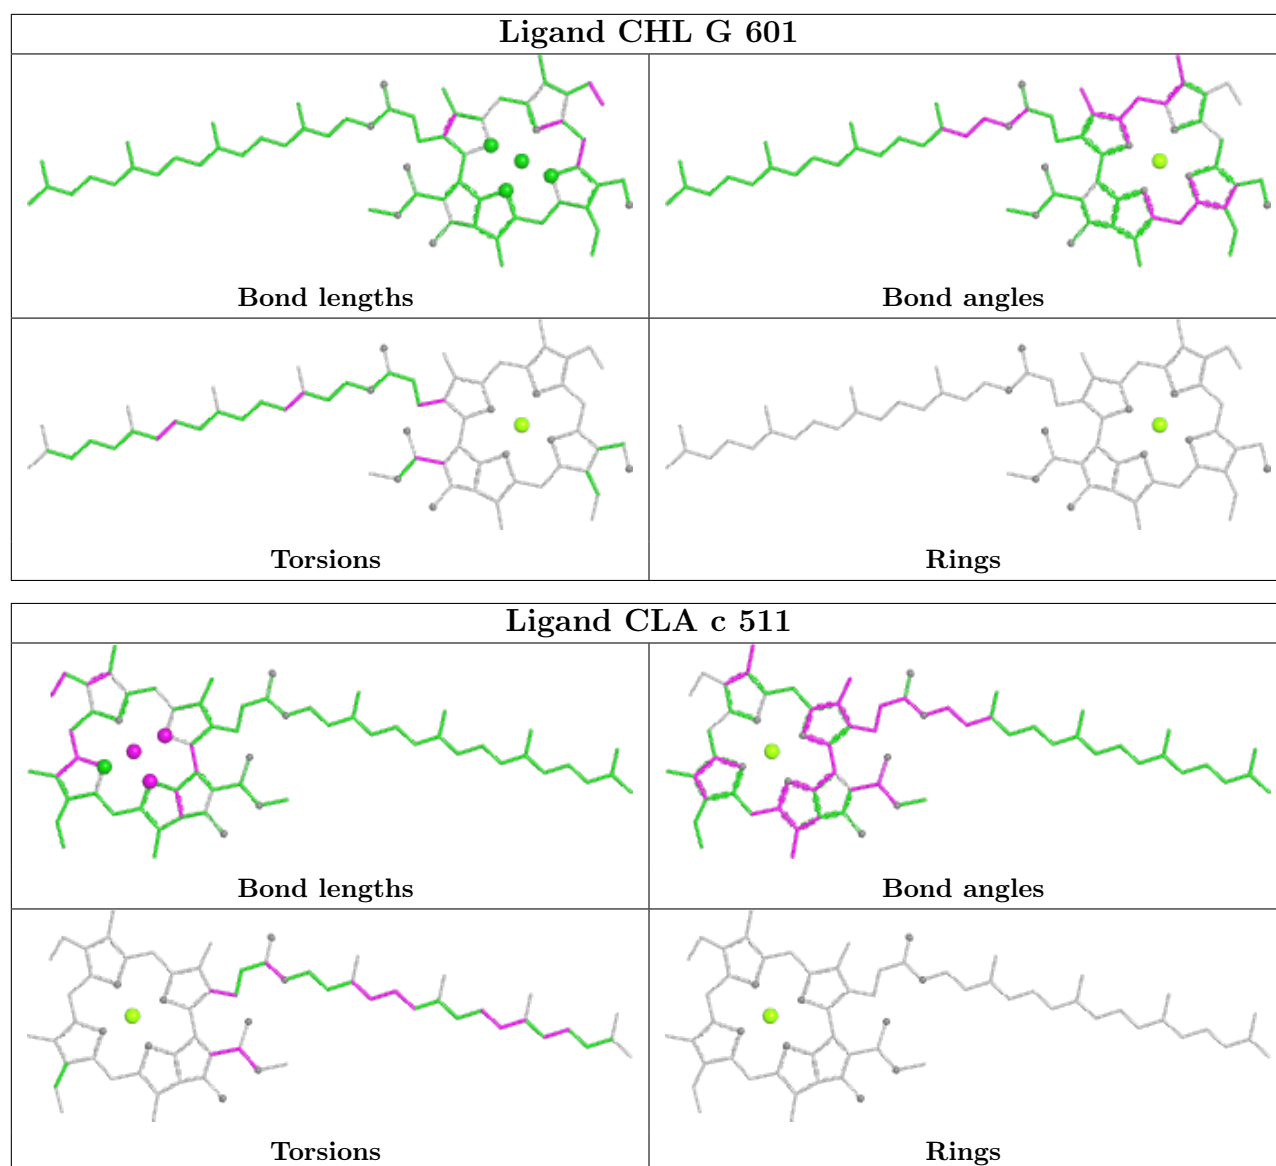 Ligand CHL G 601
Bond lengths
Bond angles
Torsions
Rings
Ligand CLA c 511
Bond lengths
Bond angles
Torsions
Rings